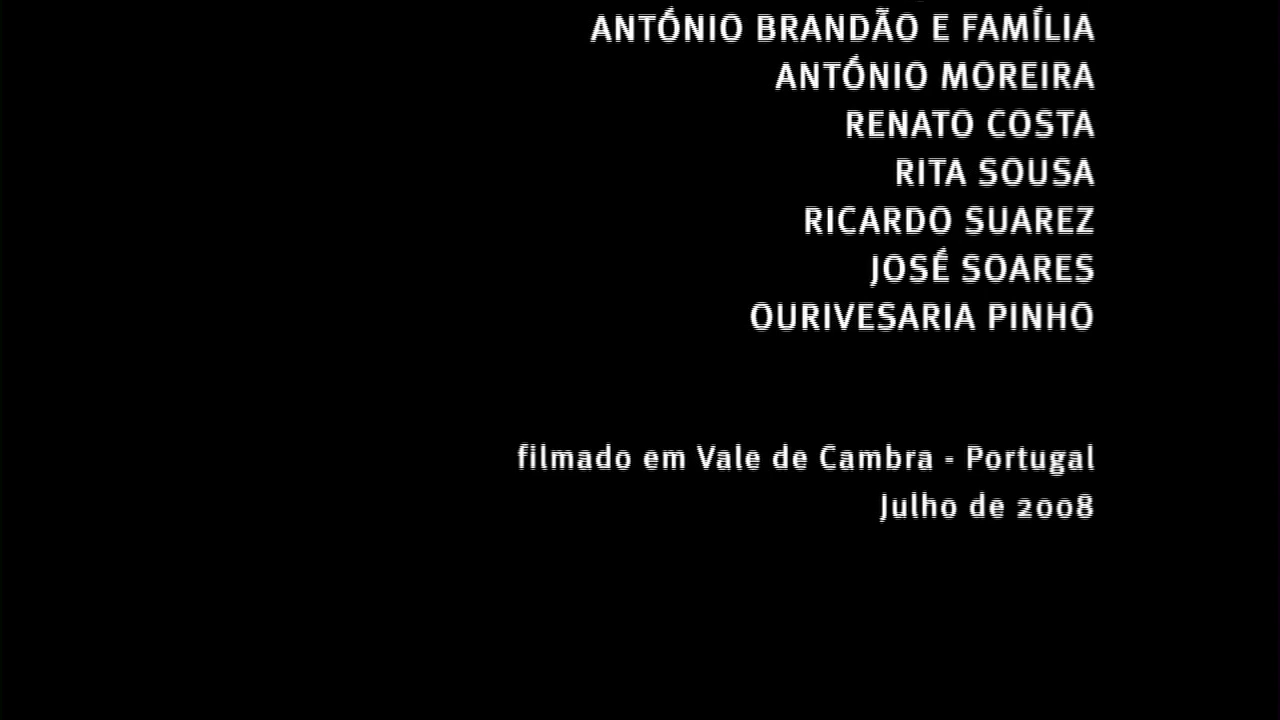 ANTÓNIO BRANDÃO E FAMÍLIA
ANTÓNIO MOREIRA
RENATO COSTA
RITA SOUSA
RICARDO SUAREZ
JOSÉ SOARES
OURIVESARIA PINHO
filmado em Vale de Cambra - Portugal
Julho de 2008